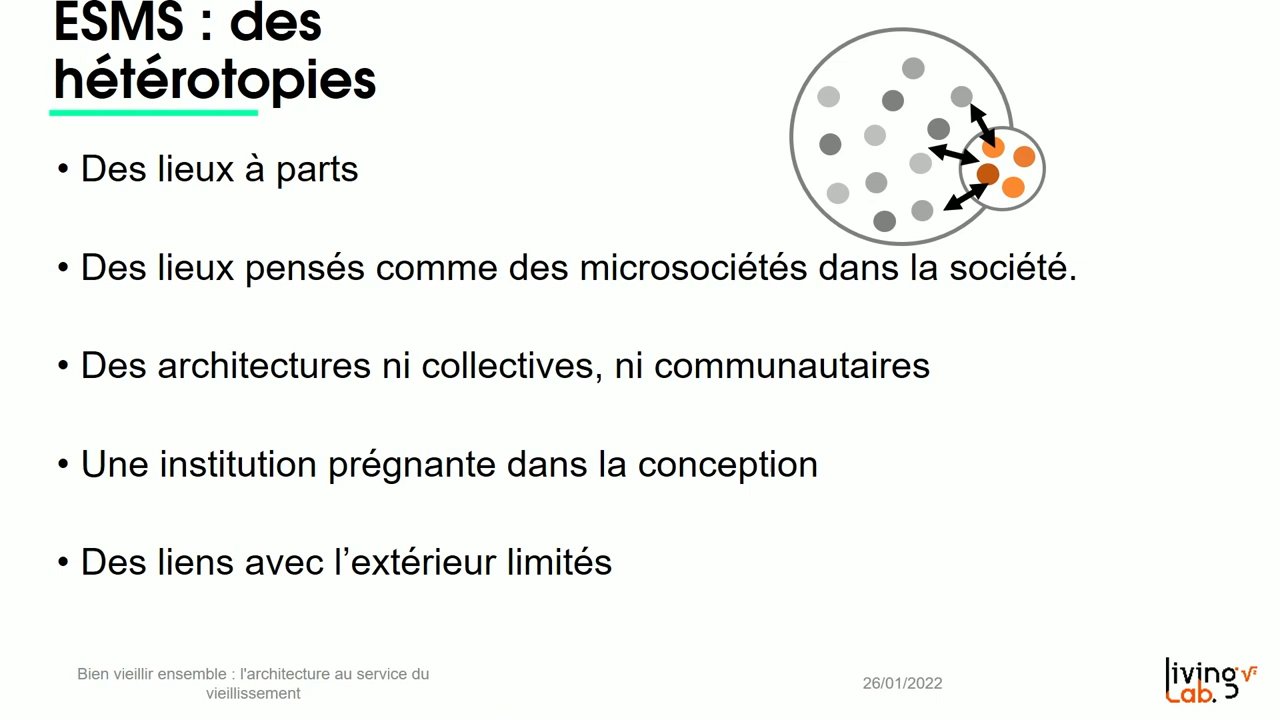 ESMS : des
hétérotopies
• Des lieux à parts
• Des lieux pensés comme des microsociétés dans la société.
• Des architectures ni collectives, ni communautaires
• Une institution prégnante dans la conception
• Des liens avec l’extérieur limités
Bien vieillir ensemble : l'architecture au service du
vieillissement
26/01/2022
living
Lab.